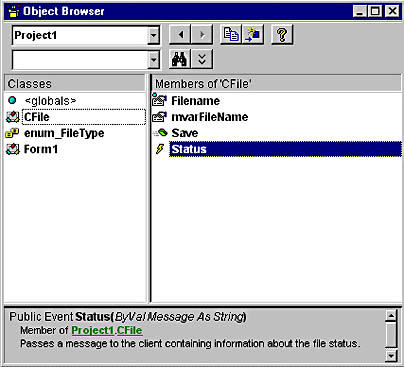 Object Browser
Project1
Classes
Members of 'CFile'
<globals>
CFile
enum_FileType
Form1
Filename
mvarFileName
Save
Status
Public Event Status(ByVal Message As String)
Member of Project1.CFile
Passes a message to the client containing information about the file status.